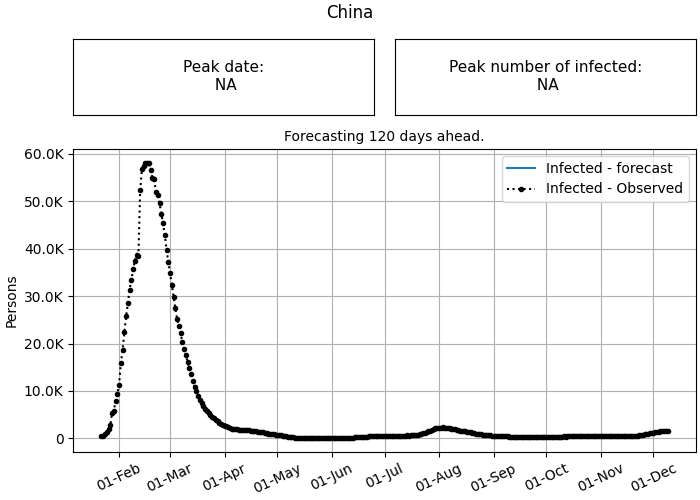 China
Peak date:
NA
Peak number of infected:
NA
Forecasting 120 days ahead.
60.0K
50.0K
40.0K
30.0K
20.0K
10.0K
0
Persons
Infected - forecast
Infected - Observed
01-Feb
01-Mar
01-Apr
01-May
01-Jun
01-Jul
01-Aug
01-Sep
01-Oct
01-Nov
01-Dec